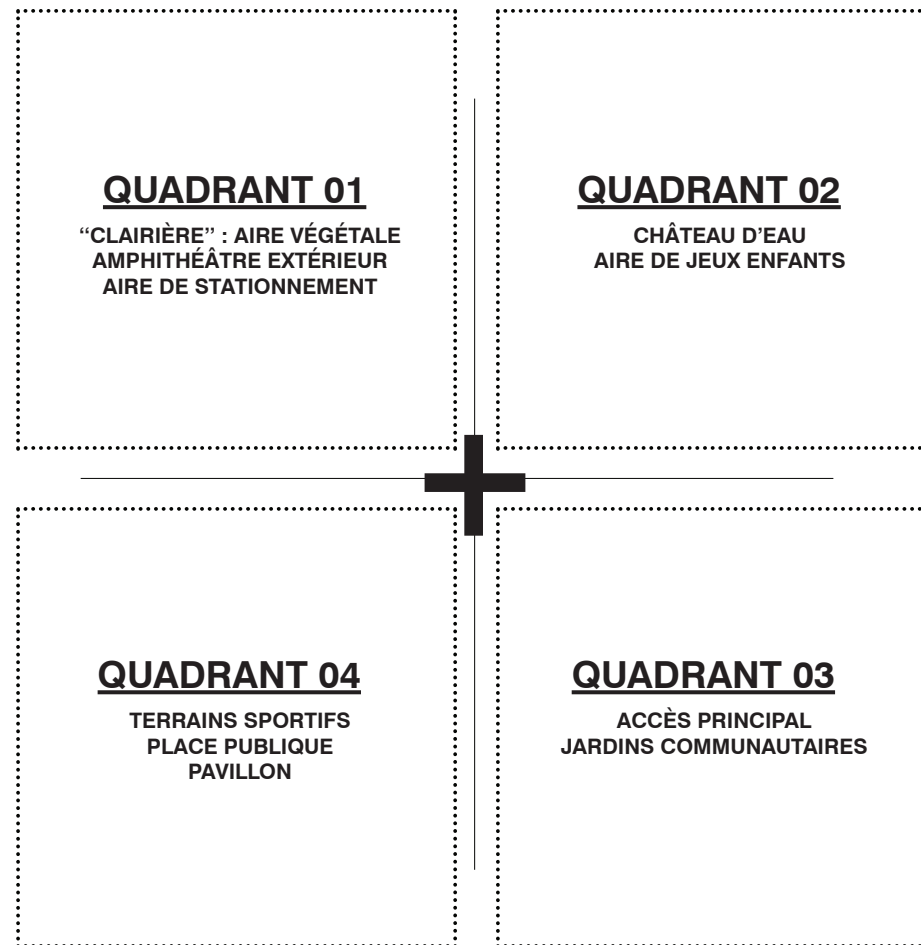 QUADRANT 01
“CLAIRIÈRE” : AIRE VÉGÉTALE
AMPHITHÉÂTRE EXTÉRIEUR
AIRE DE STATIONNEMENT
QUADRANT 02
CHÂTEAU D’EAU
AIRE DE JEUX ENFANTS
QUADRANT 04
TERRAINS SPORTIFS
PLACE PUBLIQUE
PAVILLON
QUADRANT 03
ACCÈS PRINCIPAL
JARDINS COMMUNAUTAIRES